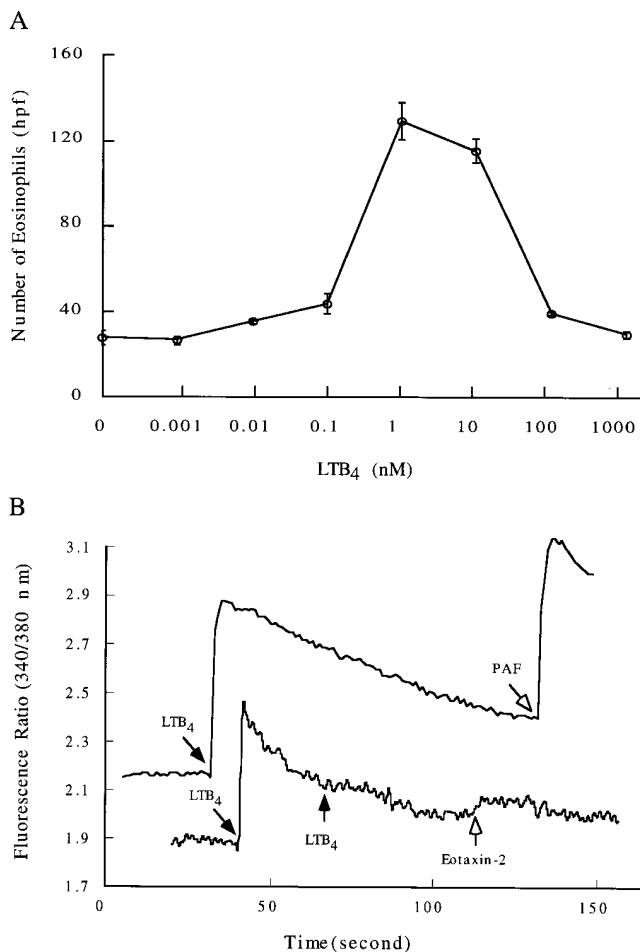 A
160
120
80
40
0
Number of Eosinophils (hpf)
0 0.001 0.01 0.1 1 10 100 1000
LTB4 (nM)
B
3.1
2.9
2.7
2.5
2.3
2.1
1.9
1.7
Fluorescence Ratio (340/380 nm)
PAF
LTB4
LTB4
LTB4
Eotaxin-2
0 50 100 150
Time(second)